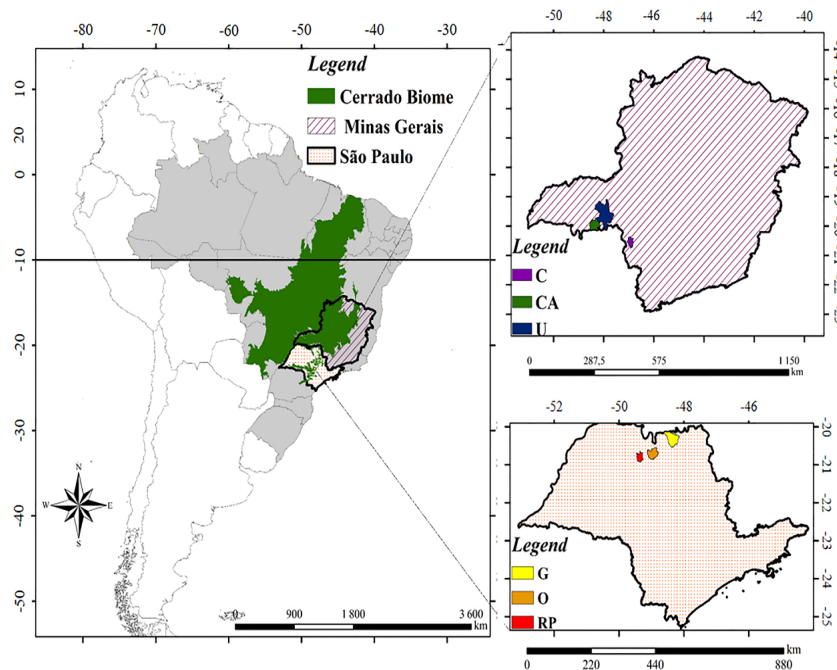 -80 -70 -60 -50 -40 -30
10
20
0
-10
-20
-30
-40
-50
Legend
Cerrado Biome
Minas Gerais
São Paulo
N
W E
S
0 900 1 800 3 600
km
-50 -48 -46 -44 -42 -40
Legend
C
CA
U
0 287,5 575 1 150
km
-52 -50 -48 -46
-20
-21
-22
-23
-24
-25
Legend
G
O
RP
0 220 440 880
km